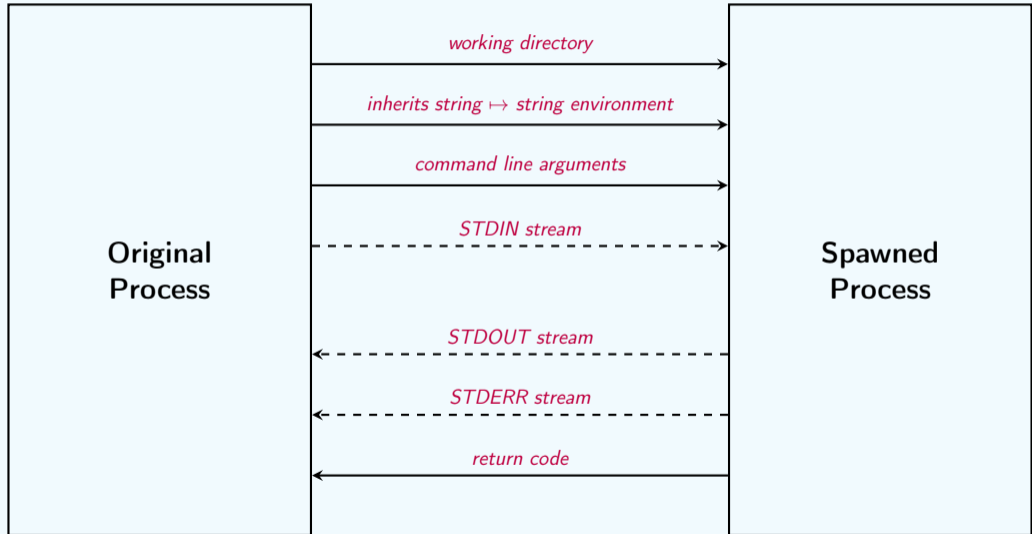 working directory
inherits string ↦ string environment
command line arguments
STDIN stream
Original
Process
Spawned
Process
STDOUT stream
STDERR stream
return code